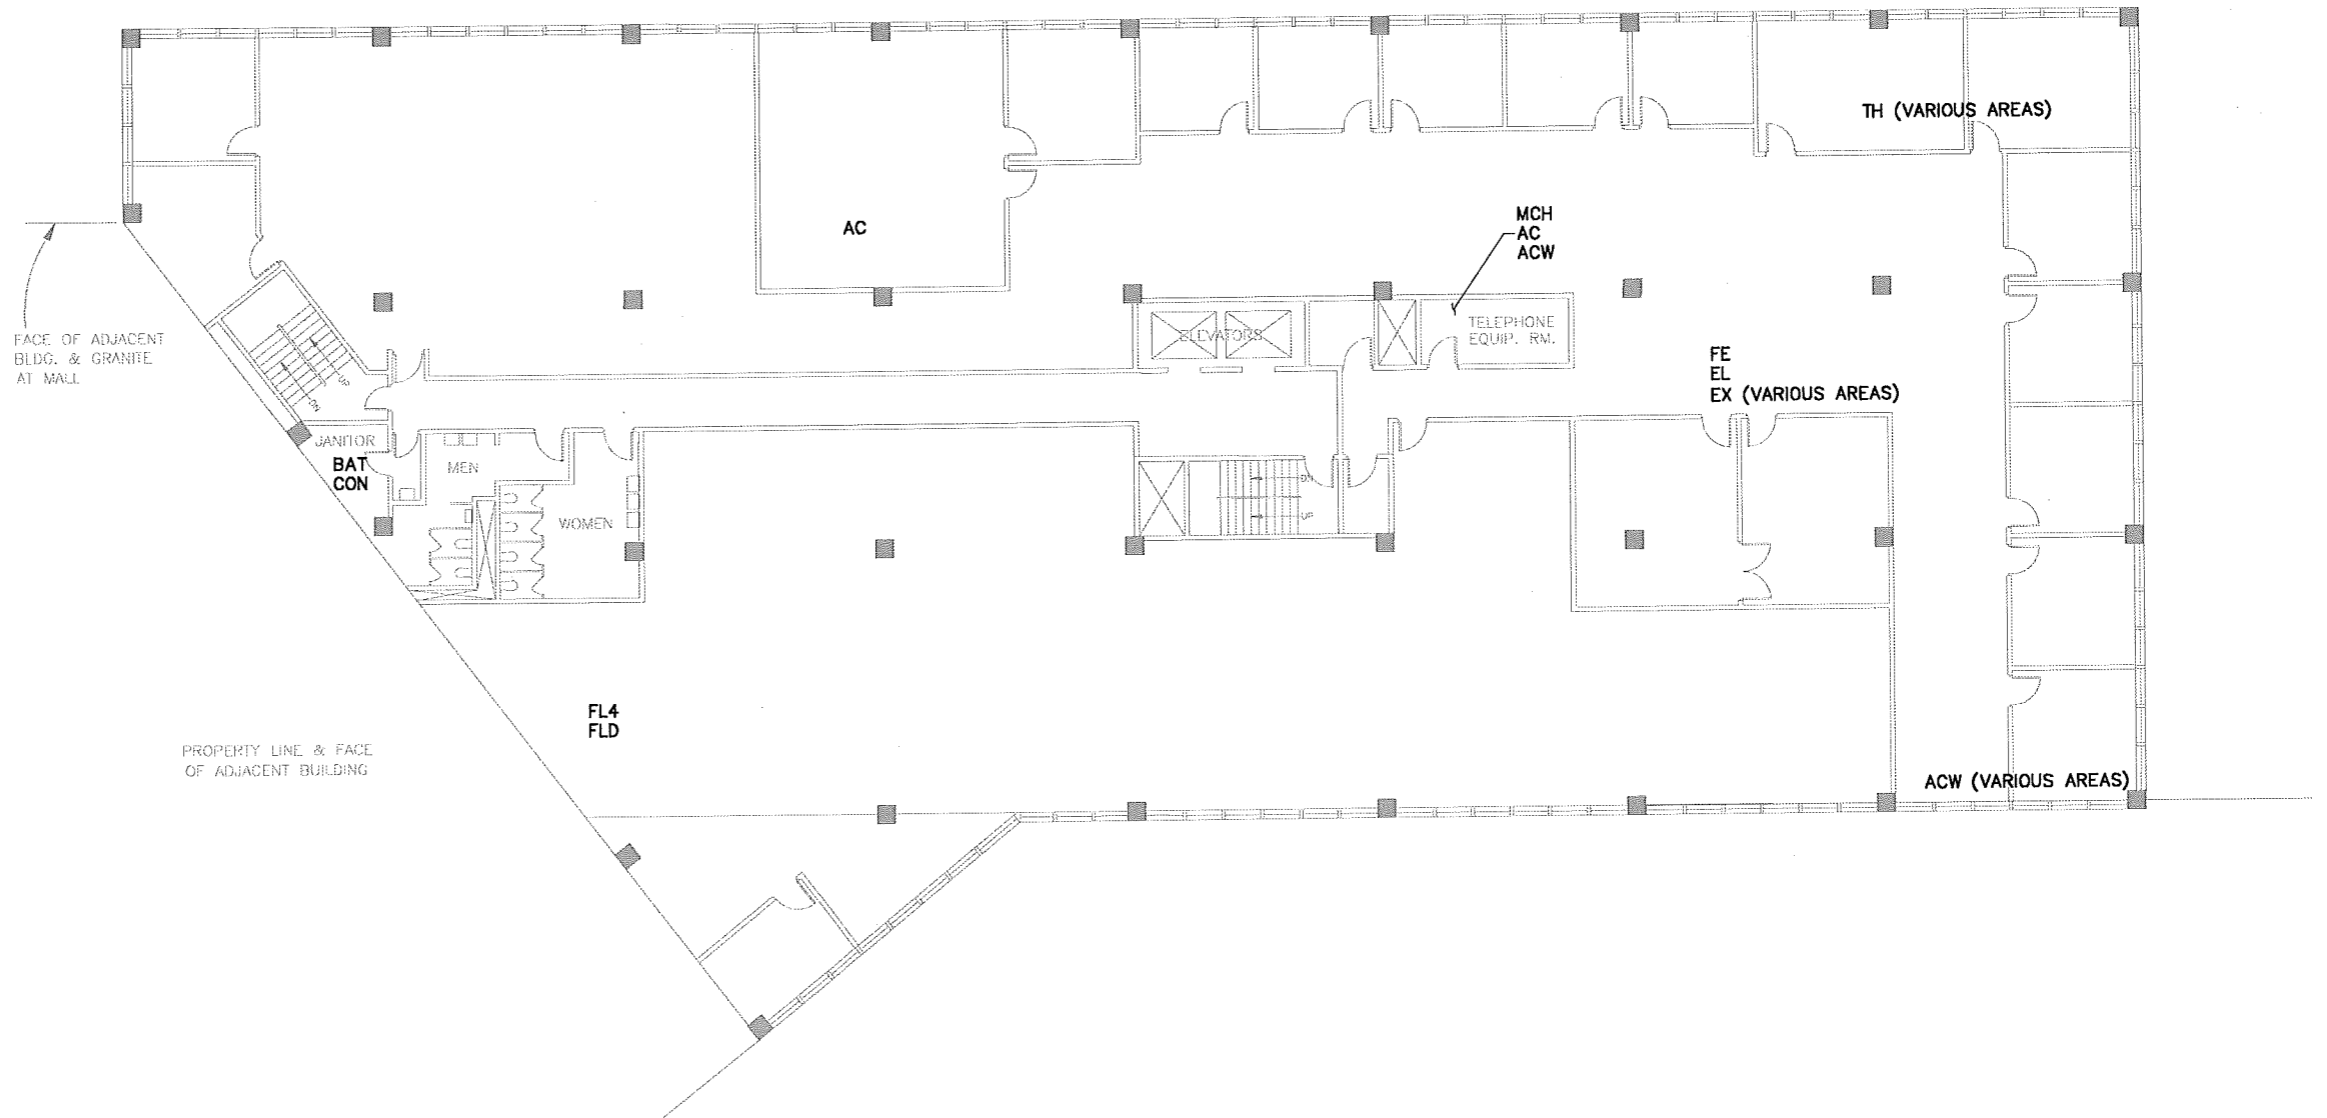 TH (VARIOUS AREAS)
AC
MCH
AC
ACW
ELEVATORS
TELEPHONE
EQUIP. RM.
FACE OF ADJACENT
BLDG. & GRANITE
AT MALL
UP
DN
FE
EL
EX (VARIOUS AREAS)
JANITOR
BAT
CON
MEN
WOMEN
DN
UP
FL4
FLD
PROPERTY LINE & FACE
OF ADJACENT BUILDING
ACW (VARIOUS AREAS)